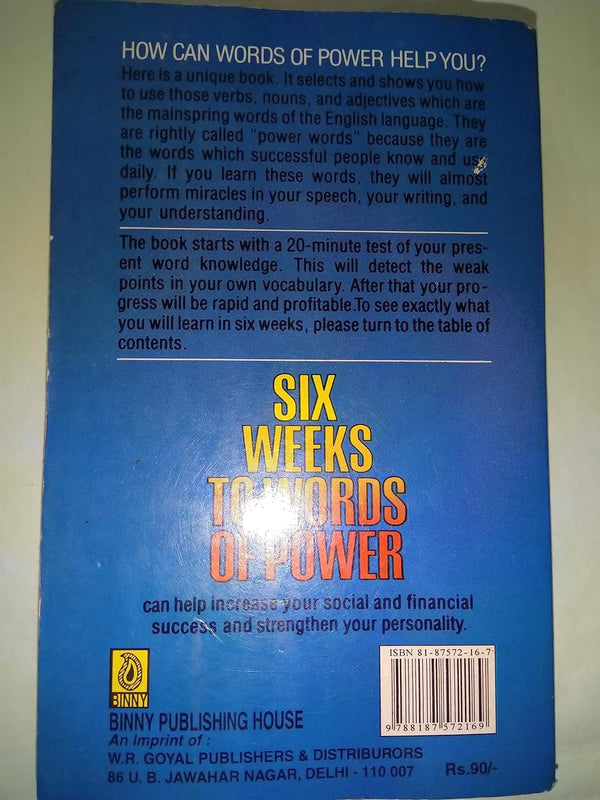 HOW CAN WORDS OF POWER HELP YOU?
Here is a unique book. It selects and shows you how
to use those verbs, nouns, and adjectives which are
the mainspring words of the English language. They
are rightly called "power words" because they are
the words which successful people know and use
daily. If you learn these words, they will almost
perform miracles in your speech, your writing, and
your understanding.
The book starts with a 20-minute test of your pres-
ent word knowledge. This will detect the weak
points in your own vocabulary. After that your pro-
gress will be rapid and profitable.To see exactly what
you will learn in six weeks, please turn to the table of
contents.
SIX
WEEKS
TO WORDS
OF POWER
can help increase your social and financial
success and strengthen your personality.
ISBN 81-87572-16-7
9788187572169
BINNY
BINNY PUBLISHING HOUSE
An Imprint of :
W.R. GOYAL PUBLISHERS & DISTRIBURORS
86 U. B. JAWAHAR NAGAR, DELHI - 110 007
Rs.90/-